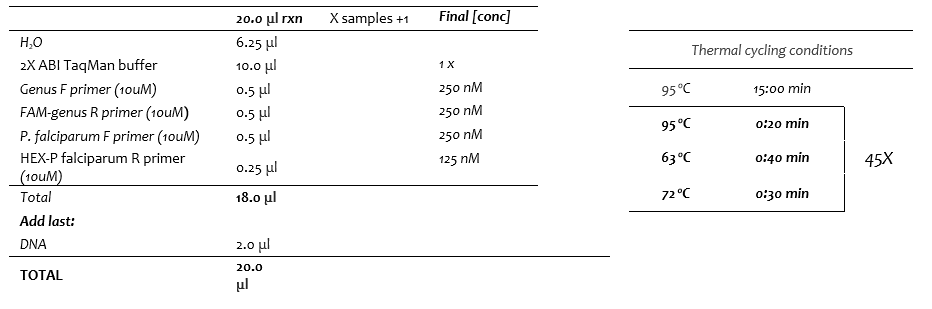 20.0 µl rxn X samples +1 Final [conc]
H₂O 6.25 µl
2X ABI TaqMan buffer 10.0 µl 1 x
Genus F primer (10uM) 0.5 µl 250 nM
FAM-genus R primer (10uM) 0.5 µl 250 nM
P. falciparum F primer (10uM) 0.5 µl 250 nM
HEX-P falciparum R primer
(10uM) 0.25 µl 125 nM
Total 18.0 µl
Add last:
DNA 2.0 µl
TOTAL 20.0
µl
Thermal cycling conditions
95 °C 15:00 min
95 °C 0:20 min
63 °C 0:40 min
72 °C 0:30 min
45X